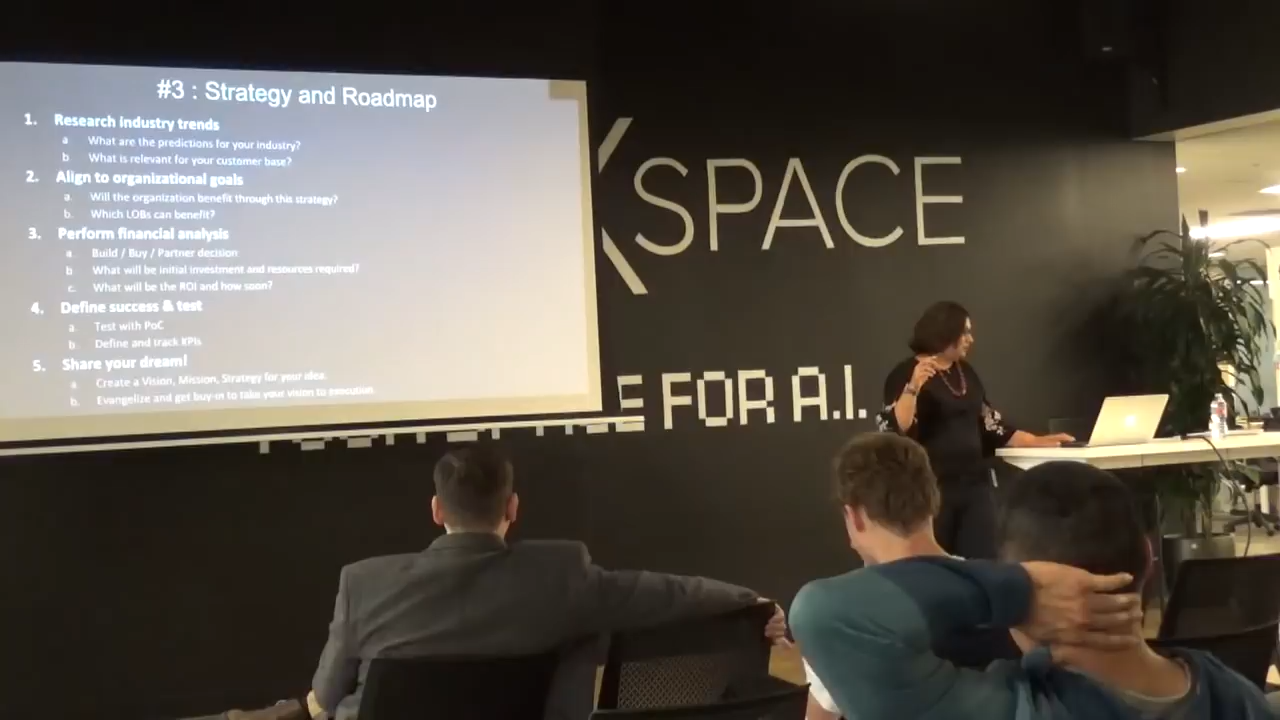 #3 : Strategy and Roadmap
1. Research industry trends
a What are the predictions for your industry?
b What is relevant for your customer base?
2. Align to organizational goals
a. Will the organization benefit through this strategy?
b. Which LOBs can benefit?
3. Perform financial analysis
a. Build / Buy / Partner decision
b. What will be initial investment and resources required?
c. What will be the ROI and how soon?
4. Define success & test
a. Test with PoC
b. Define and track KPIs
5. Share your dream!
a. Create a Vision, Mission, Strategy for your idea.
b. Evangelize and get buy-in to take your vision to execution.
SPACE
FOR A.I.